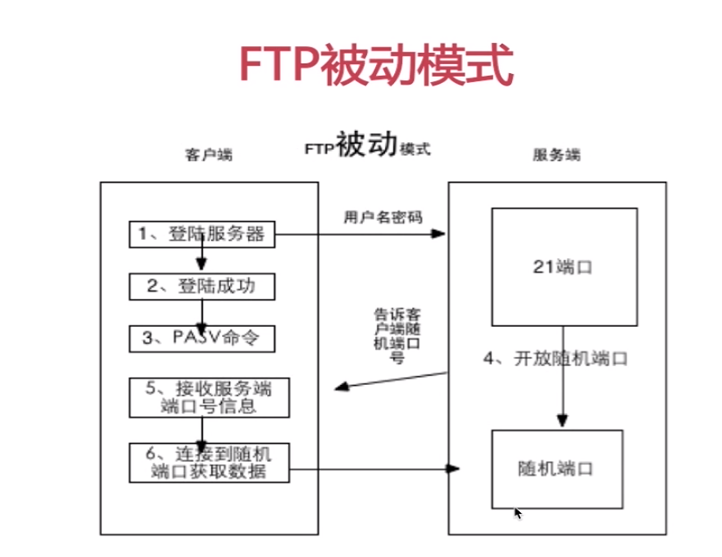 FTP被动模式
客户端
FTP被动模式
服务端
1、登陆服务器
用户名密码
21端口
2、登陆成功
3、PASV命令
告诉客
户端随
机端口
号
4、开放随机端口
5、接收服务端
端口号信息
6、连接到随机
端口获取数据
随机端口